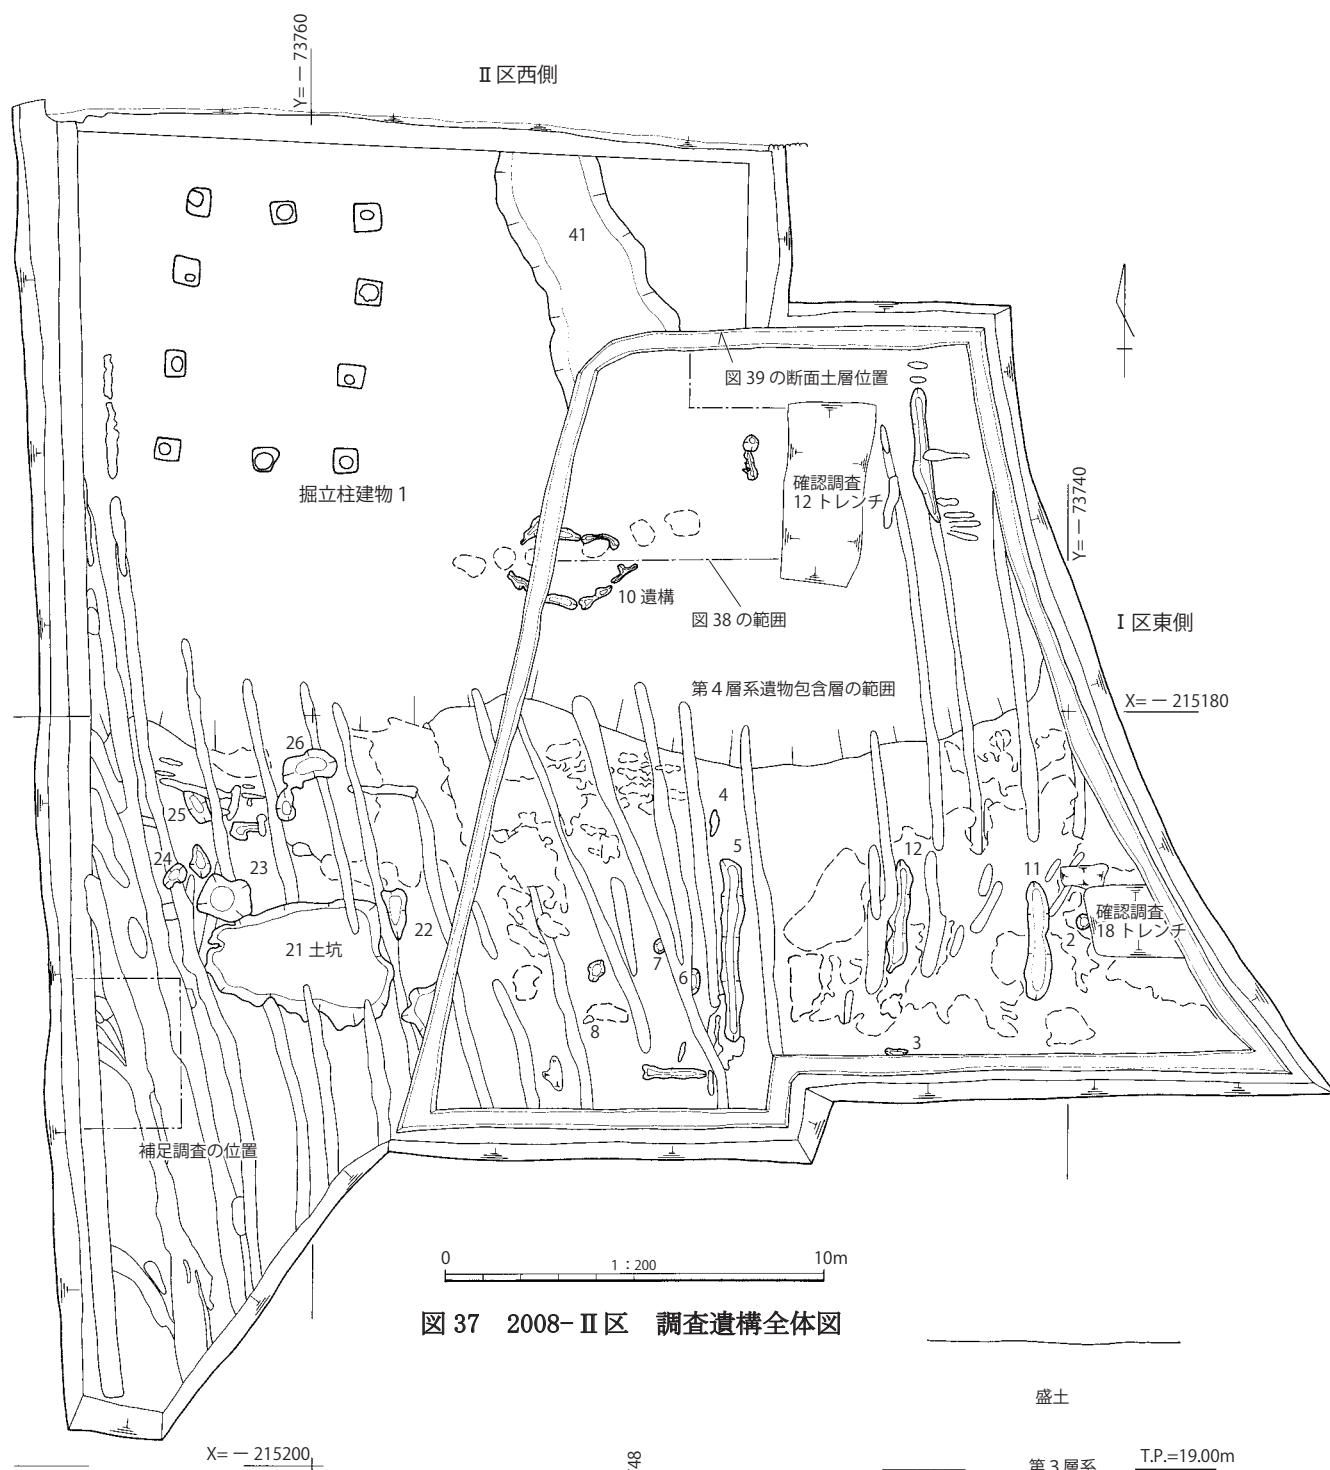 Y= － 73760
Ⅱ 区西側
41
図 39 の断面土層位置
確認調査
12 トレンチ
Y= － 73740
掘立柱建物 1
10 遺構
図 38 の範囲
Ⅰ 区東側
第４層系遺物包含層の範囲
X= － 215180
26
25
4
5
24
23
12
11
確認調査
18 トレンチ
22
2
21 土坑
7
6
8
3
補足調査の位置
0
1 ：200
10m
図 37　2008-Ⅱ区　調査遺構全体図
盛土
X= － 215200
48
第３層系
T.P.=19.00m